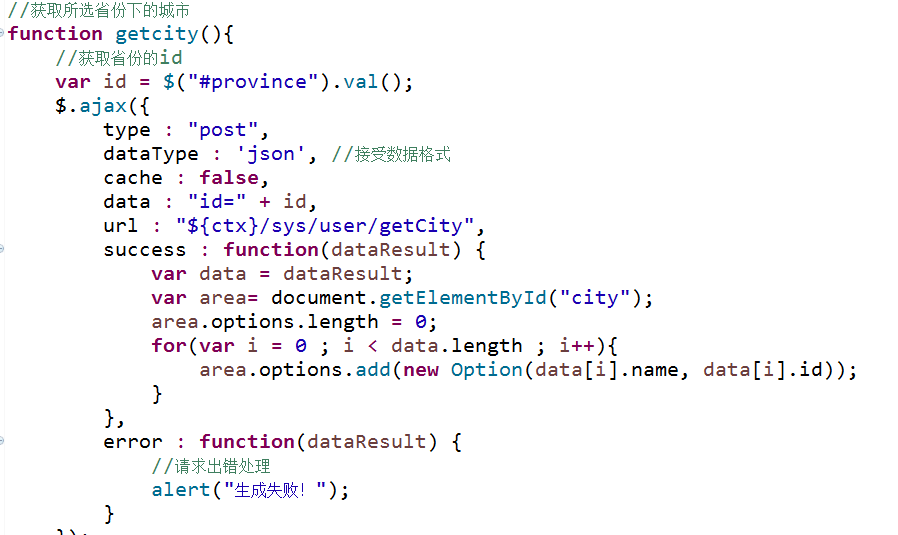 //获取所选省份下的城市
function getcity(){
    //获取省份的id
    var id = $("#province").val();
    $.ajax({
        type : "post",
        dataType : 'json', //接受数据格式
        cache : false,
        data : "id=" + id,
        url : "${ctx}/sys/user/getCity",
        success : function(dataResult) {
            var data = dataResult;
            var area= document.getElementById("city");
            area.options.length = 0;
            for(var i = 0 ; i < data.length ; i++){
                area.options.add(new Option(data[i].name, data[i].id));
            }
        },
        error : function(dataResult) {
            //请求出错处理
            alert("生成失败！");
        }
    });